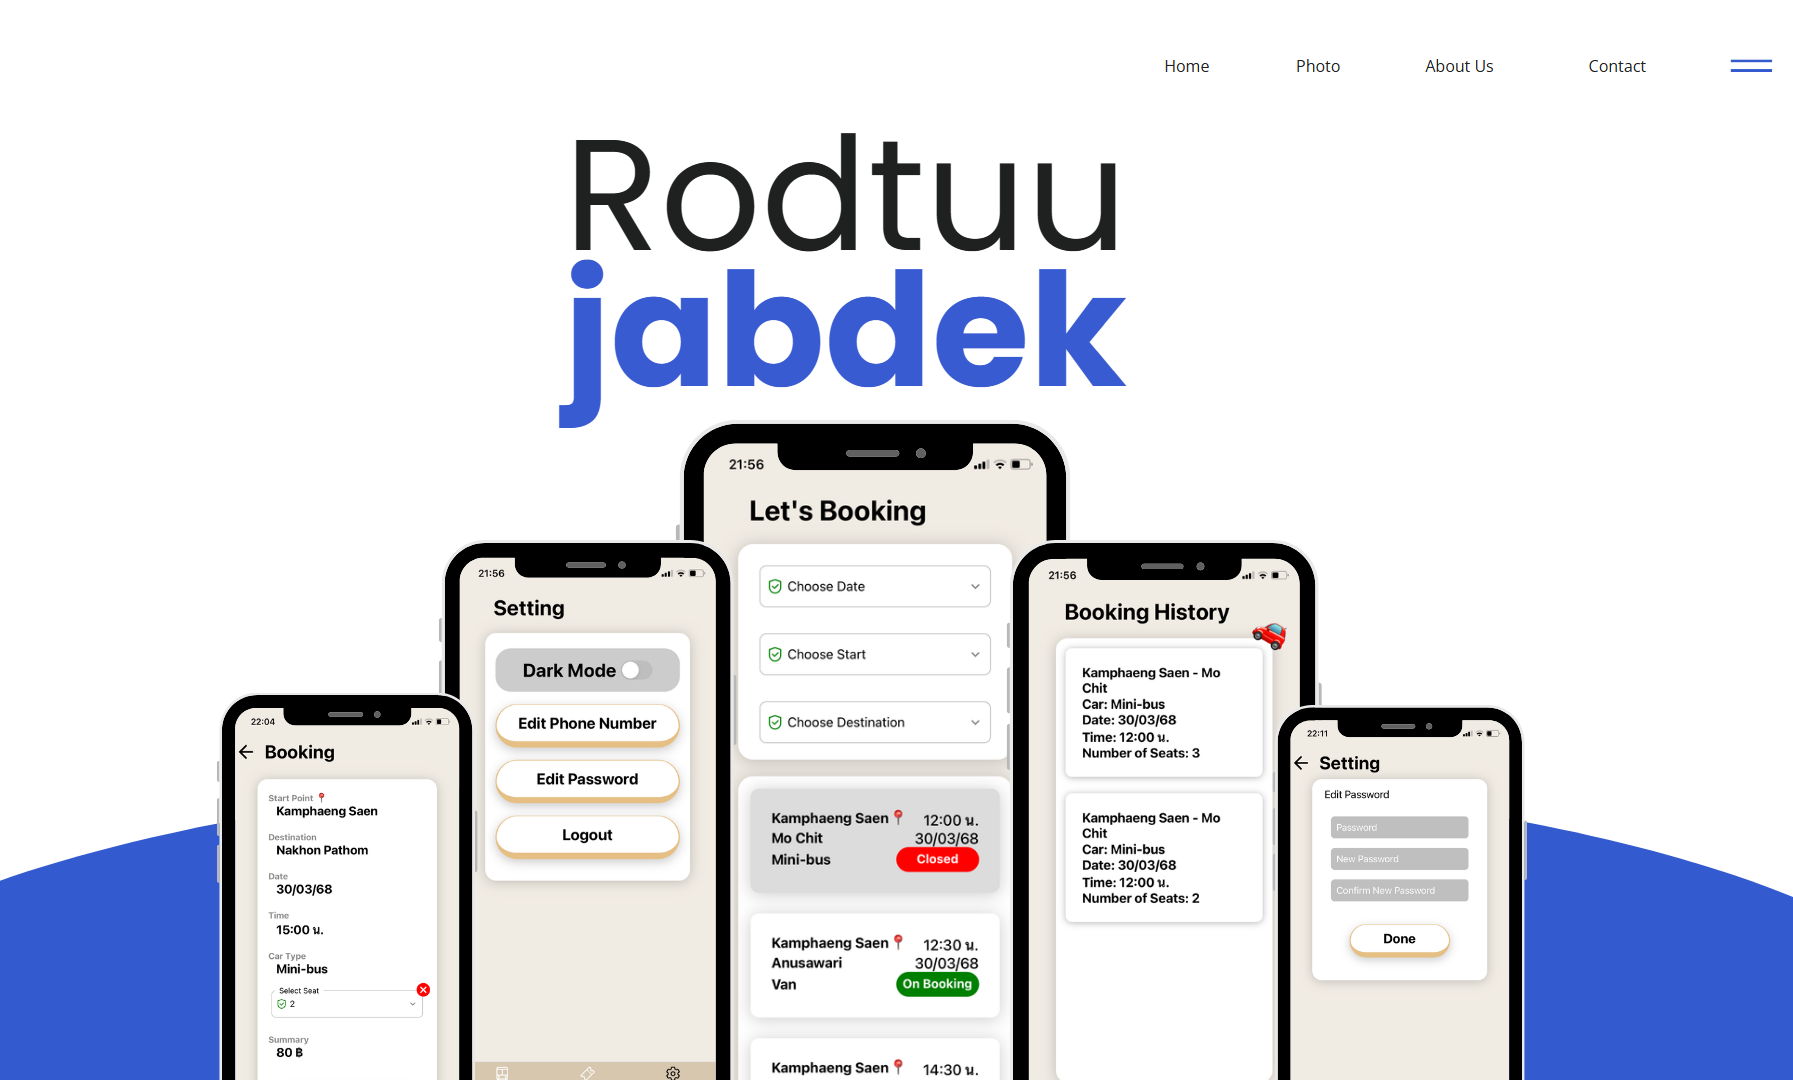 Home Photo About Us Contact
Rodtuu
jabdek
21:56
Let's Booking
Choose Date
Choose Start
Choose Destination
Kamphaeng Saen 12:00 น.
Mo Chit 30/03/68
Mini-bus Closed
Kamphaeng Saen 12:30 น.
Anusawari 30/03/68
Van On Booking
Kamphaeng Saen 14:30 น.
21:56
Setting
Dark Mode
Edit Phone Number
Edit Password
Logout
21:56
Booking History
Kamphaeng Saen - Mo
Chit
Car: Mini-bus
Date: 30/03/68
Time: 12:00 น.
Number of Seats: 3
Kamphaeng Saen - Mo
Chit
Car: Mini-bus
Date: 30/03/68
Time: 12:00 น.
Number of Seats: 2
22:04
Booking
Start Point
Kamphaeng Saen
Destination
Nakhon Pathom
Date
30/03/68
Time
15:00 น.
Car Type
Mini-bus
Select Seat
2
Summary
80 ฿
22:11
Setting
Edit Password
Password
New Password
Confirm New Password
Done